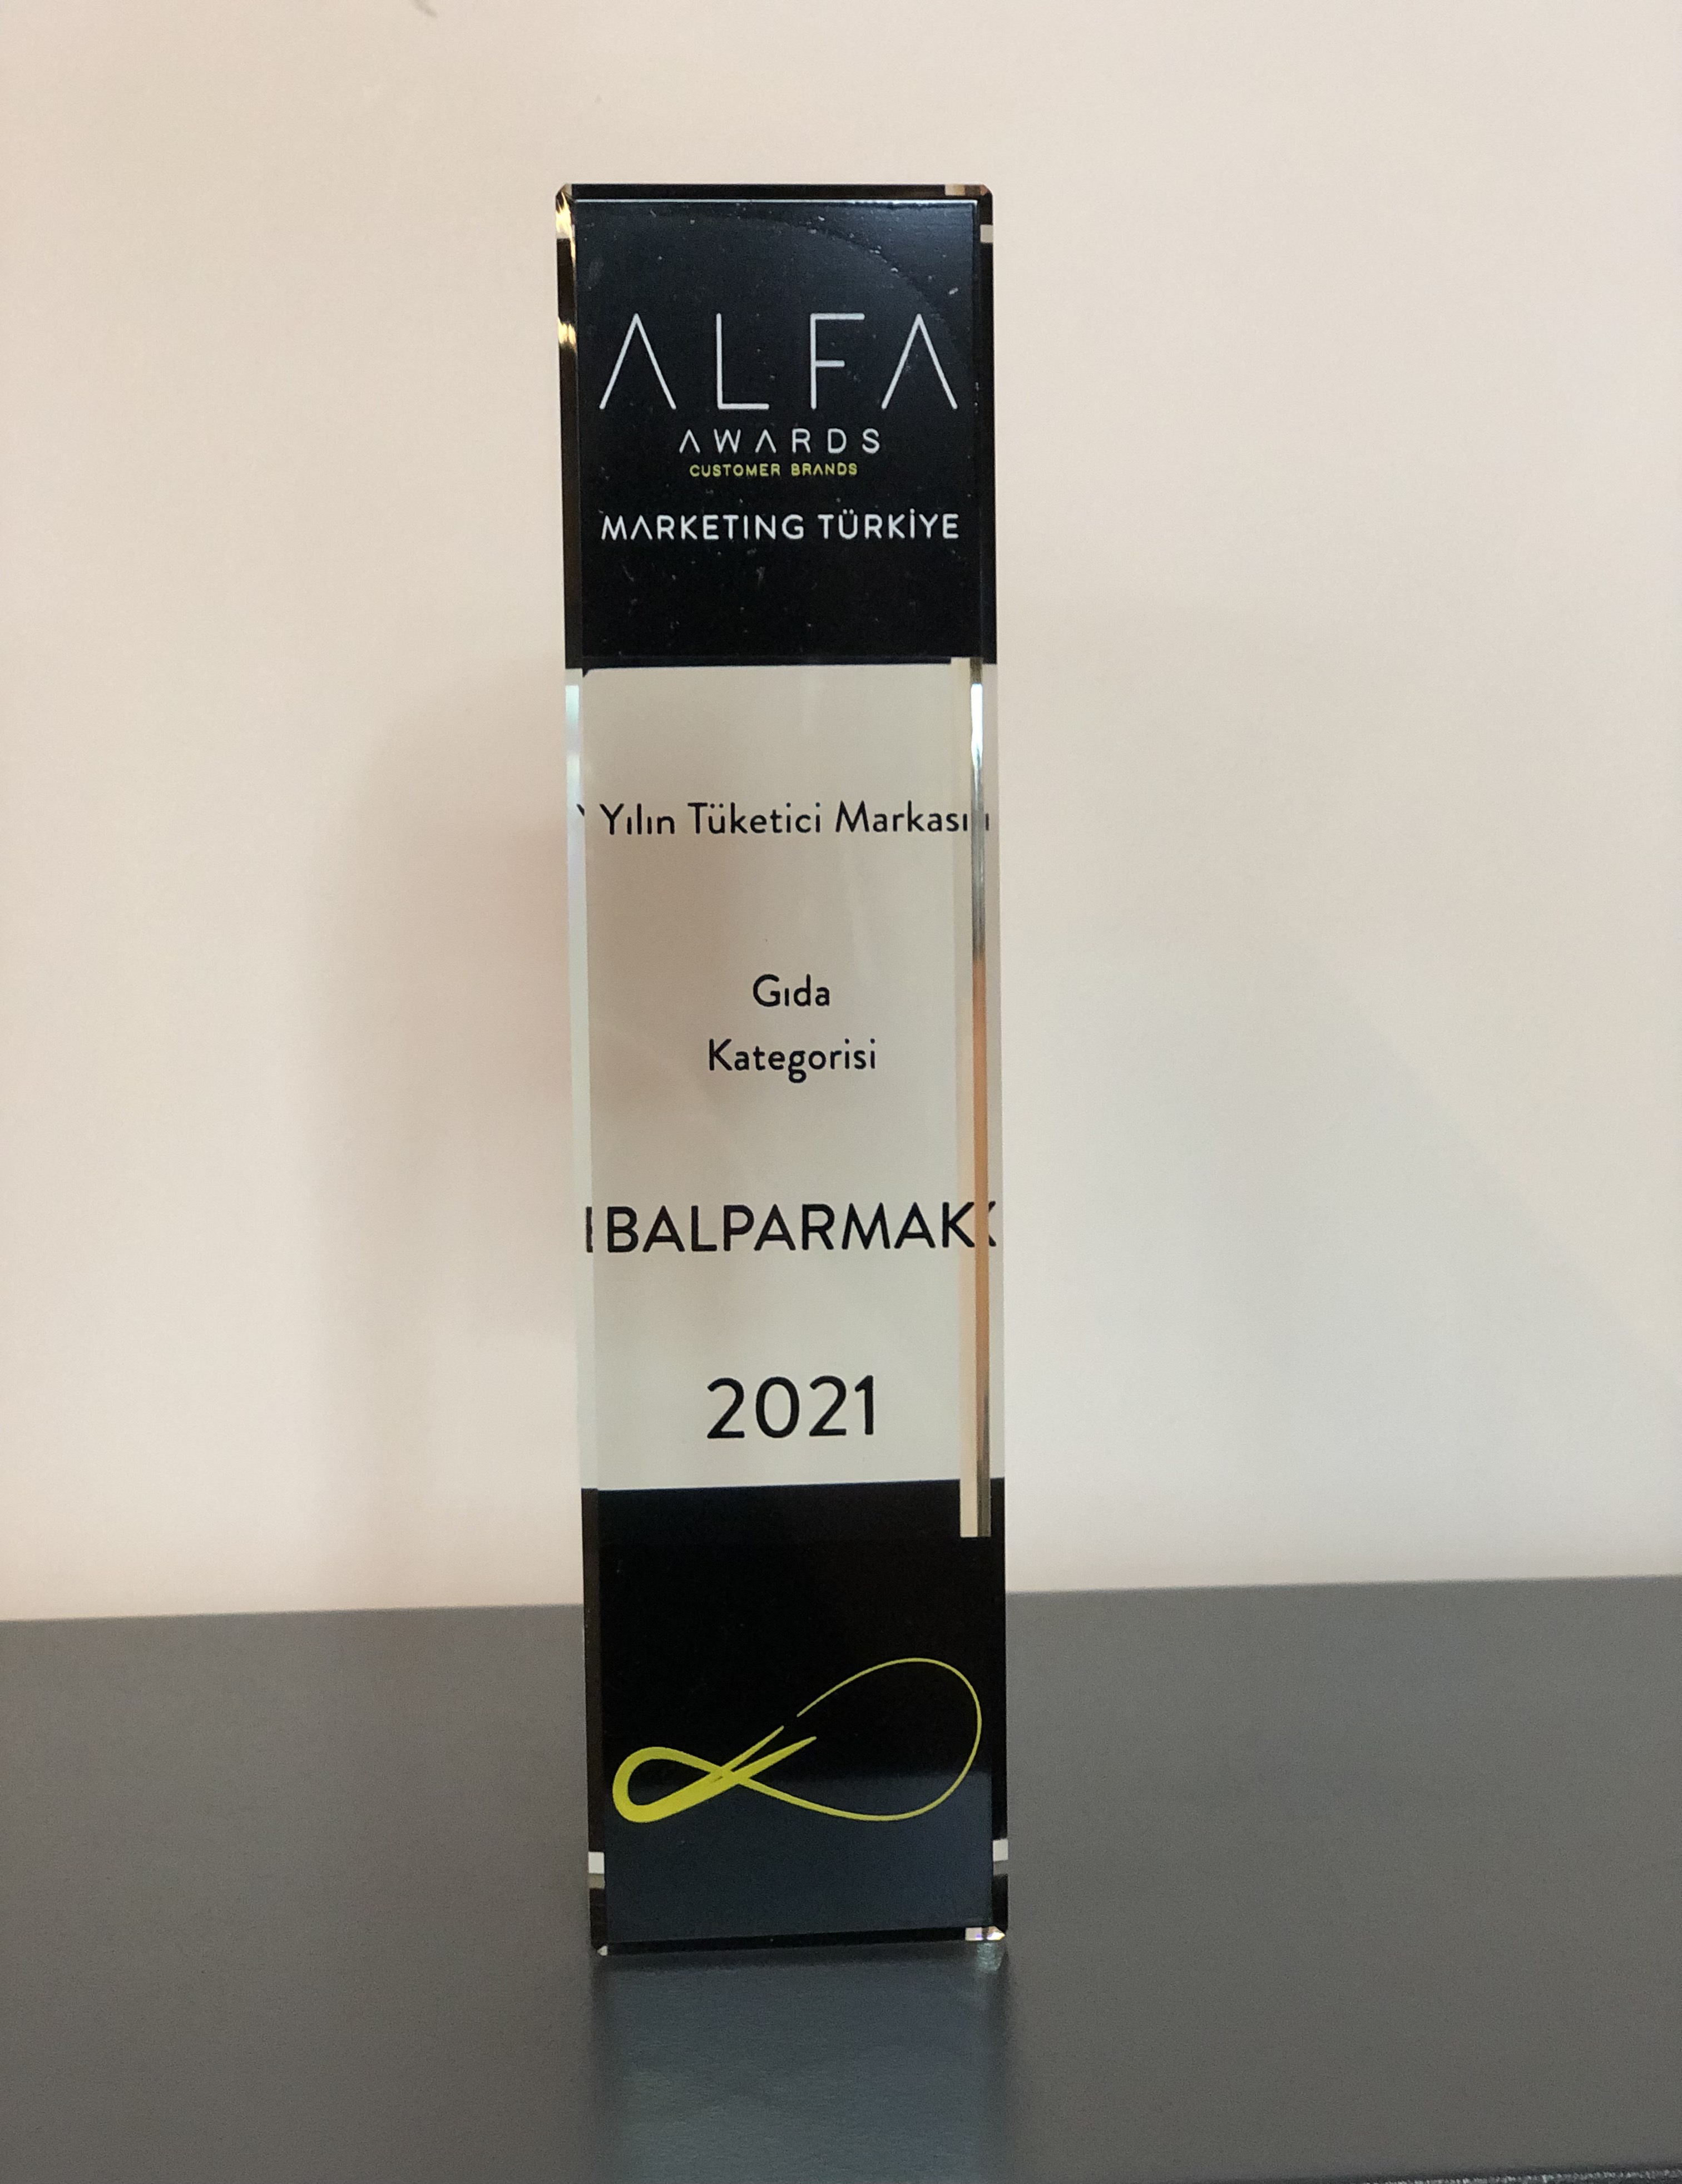 ALFA
AWARDS
CUSTOMER BRANDS
MARKETING TÜRKİYE
Yılın Tüketici Markası
Gıda
Kategorisi
BALPARMAK
2021